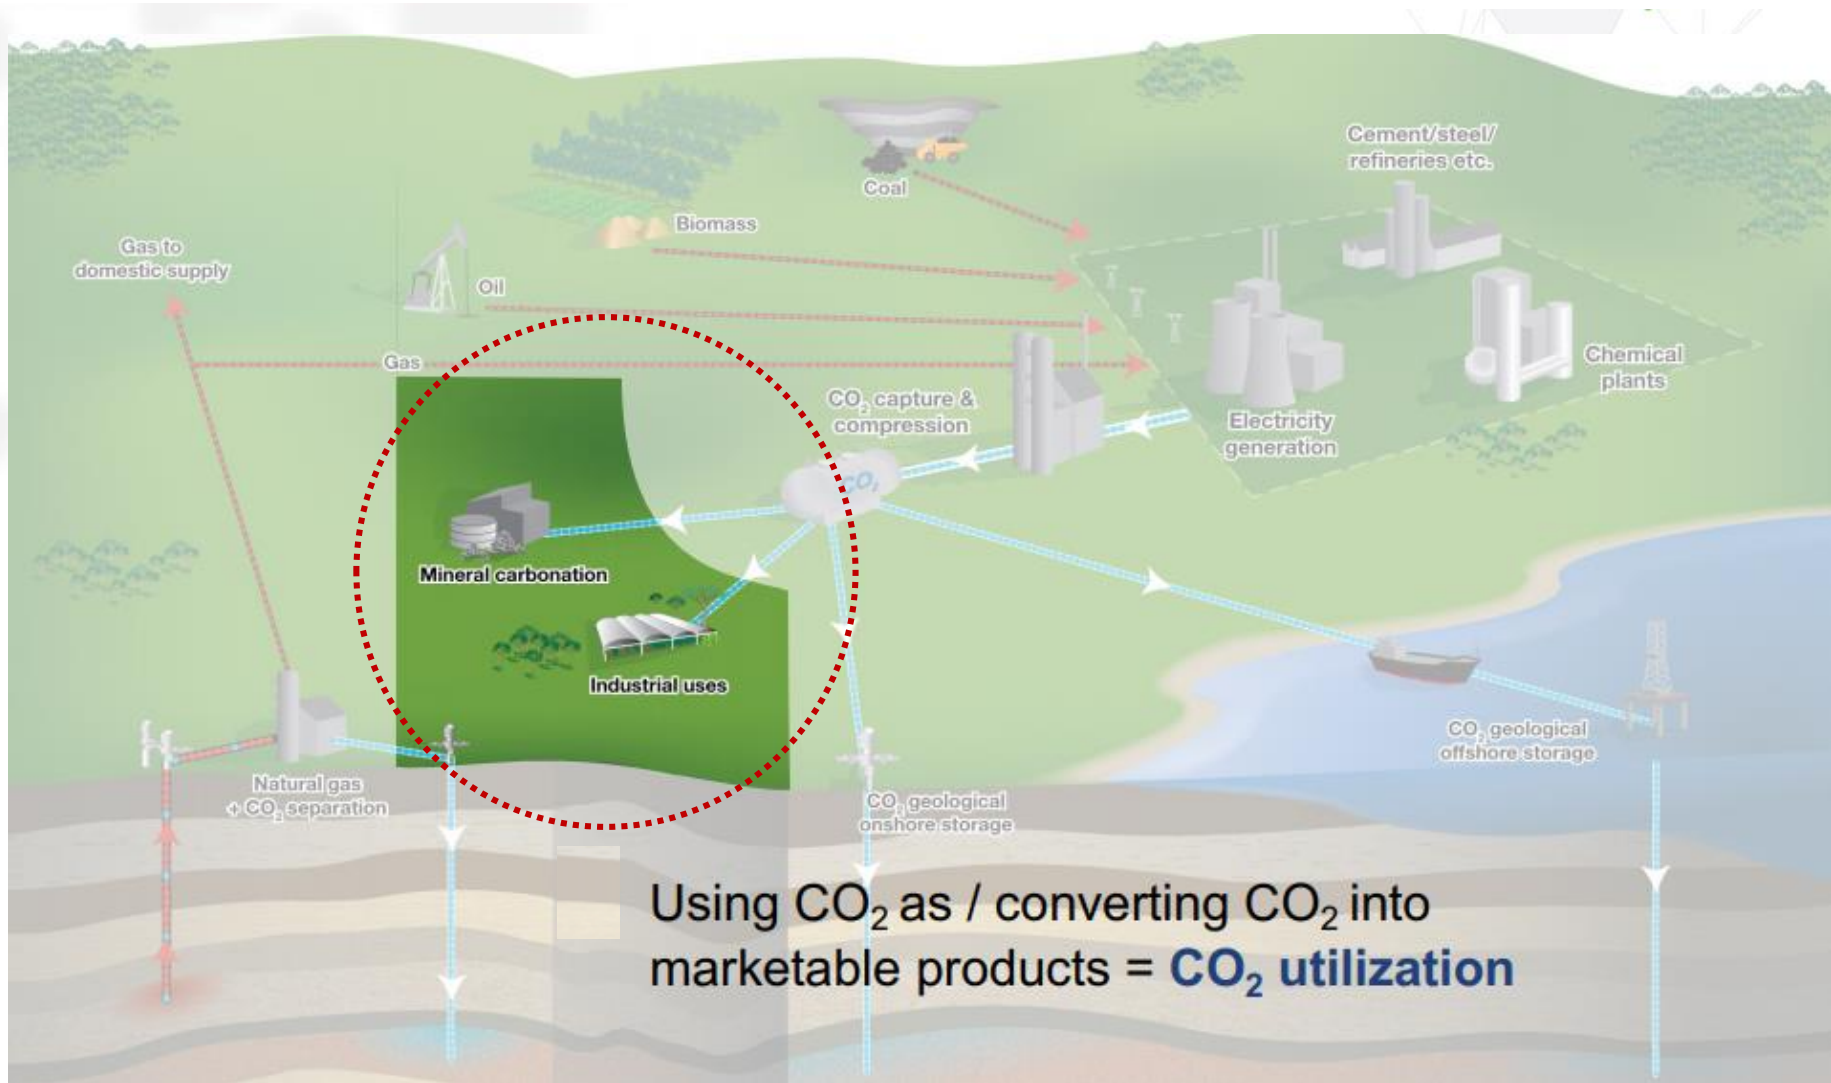 Cement/steel/
refineries etc.
Coal
Biomass
Gas to
domestic supply
Oil
Gas
Chemical
plants
CO₂ capture &
compression
Electricity
generation
CO₂
Mineral carbonation
Industrial uses
CO₂ geological
offshore storage
Natural gas
+ CO₂ separation
CO₂ geological
onshore storage
Using CO₂ as / converting CO₂ into
marketable products = CO₂ utilization